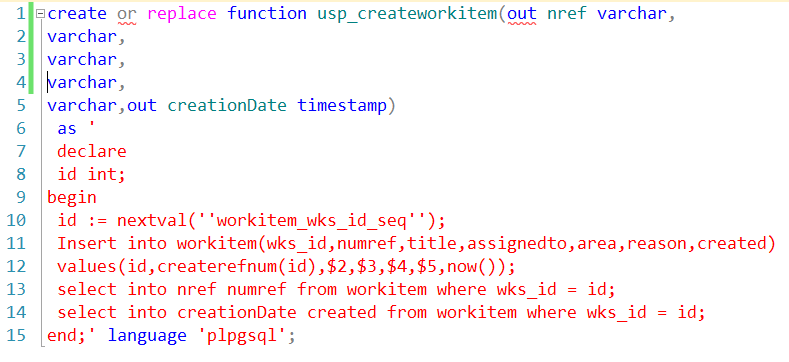 1 create or replace function usp_createworkitem(out nref varchar,
2 varchar,
3 varchar,
4 varchar,
5 varchar,out creationDate timestamp)
6 as '
7 declare
8 id int;
9 begin
10 id := nextval(''workitem_wks_id_seq'');
11 Insert into workitem(wks_id,numref,title,assignedto,area,reason,created)
12 values(id,createrefnum(id),$2,$3,$4,$5,now());
13 select into nref numref from workitem where wks_id = id;
14 select into creationDate created from workitem where wks_id = id;
15 end;' language 'plpgsql';